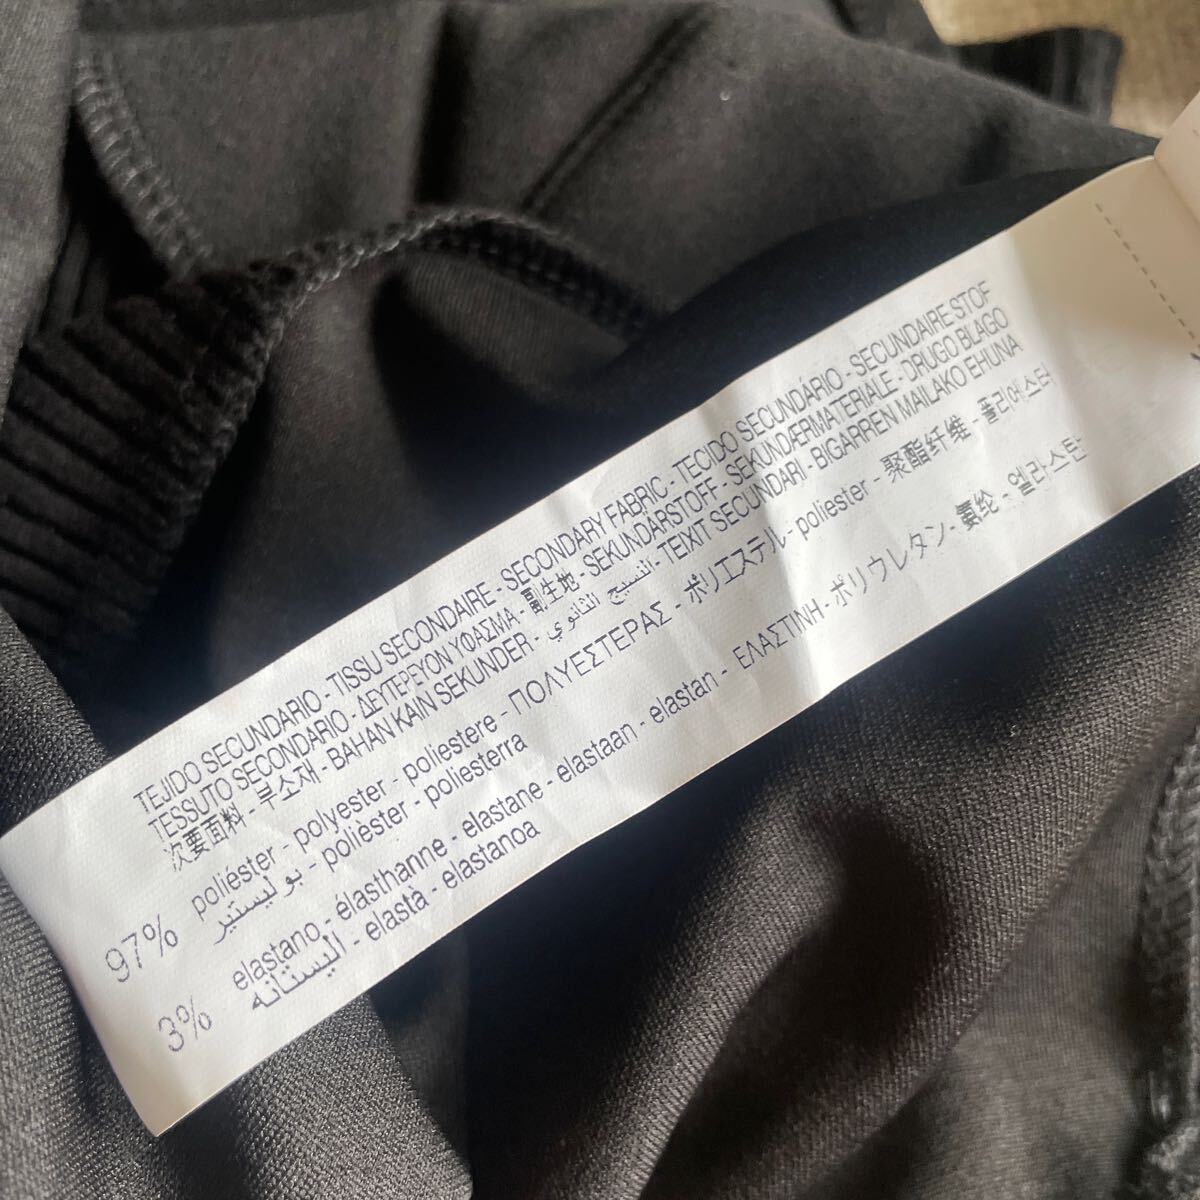 TEJIDO SECUNDARIO - TISSU SECONDAIRE - SECONDARY FABRIC - TECIDO SECUNDÁRIO - SECUNDAIRE STOF
TESSUTO SECONDARIO - ΔΕΥΤΕΡΕΥΟΝ ΥΦΑΣΜΑ - 副生地 - SEKUNDÄRSTOFF - SEKUNDÆRMATERIALE - DRUGO BLAGO
次要面料 - 부소재 - BAHAN KAIN SEKUNDER - النسيج الثانوي - TEIXIT SECUNDARI - BIGARREN MAILAKO EHUNA
97% poliéster - polyester - poliestere - ΠΟΛΥΕΣΤΕΡΑΣ - ポリエステル - poliester - 聚酯纤维 - 폴리에스터
بوليستير - polièster - poliesterra
3% elastano, élasthanne - elastane - elastaan - elastan - ΕΛΑΣΤΙΝΗ - ポリウレタン - 氨纶 - 엘라스탄
اليستانه - elastà - elastanoa